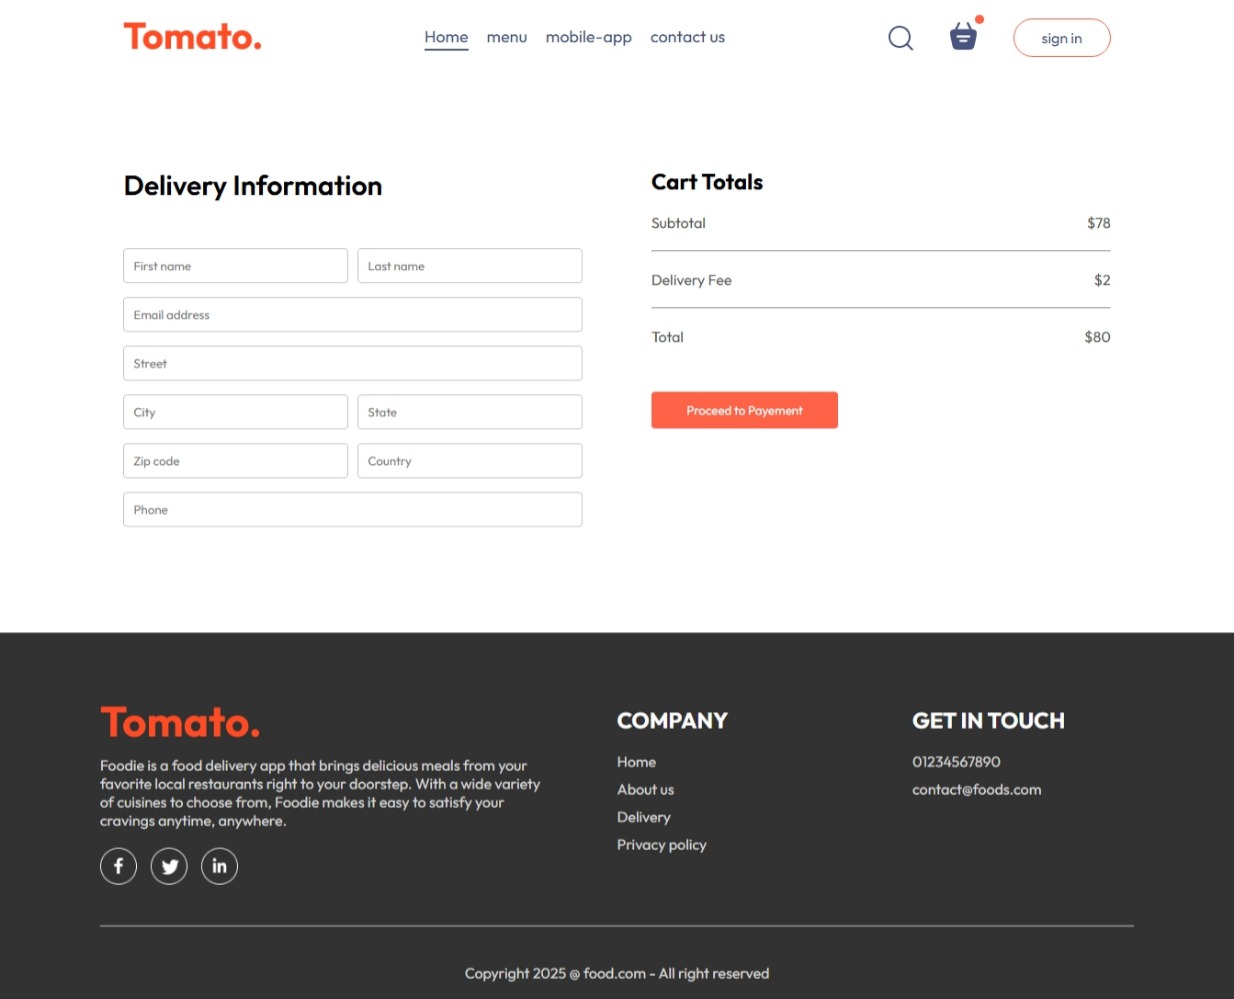 Tomato.
Home menu mobile-app contact us
sign in
Delivery Information
First name Last name
Email address
Street
City State
Zip code Country
Phone
Cart Totals
Subtotal $78
Delivery Fee $2
Total $80
Proceed to Payement
Tomato.
Foodie is a food delivery app that brings delicious meals from your
favorite local restaurants right to your doorstep. With a wide variety
of cuisines to choose from, Foodie makes it easy to satisfy your
cravings anytime, anywhere.
f
in
COMPANY
Home
About us
Delivery
Privacy policy
GET IN TOUCH
01234567890
contact@foods.com
Copyright 2025 @ food.com - All right reserved